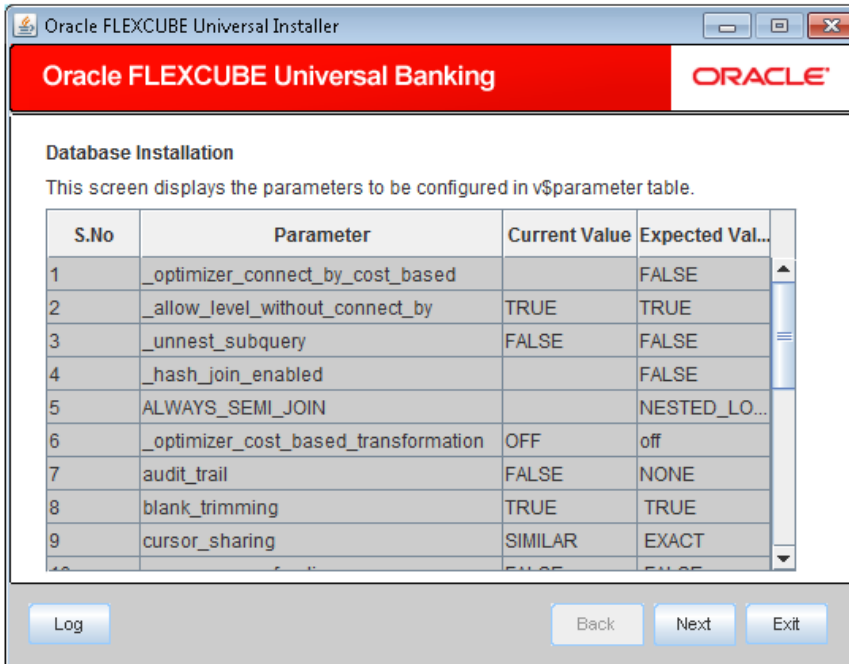 Oracle FLEXCUBE Universal Installer
Oracle FLEXCUBE Universal Banking
ORACLE
Database Installation
This screen displays the parameters to be configured in v$parameter table.
S.No Parameter Current Value Expected Val...
1 _optimizer_connect_by_cost_based FALSE
2 _allow_level_without_connect_by TRUE TRUE
3 _unnest_subquery FALSE FALSE
4 _hash_join_enabled FALSE
5 ALWAYS_SEMI_JOIN NESTED_LO...
6 _optimizer_cost_based_transformation OFF off
7 audit_trail FALSE NONE
8 blank_trimming TRUE TRUE
9 cursor_sharing SIMILAR EXACT
Log Back Next Exit